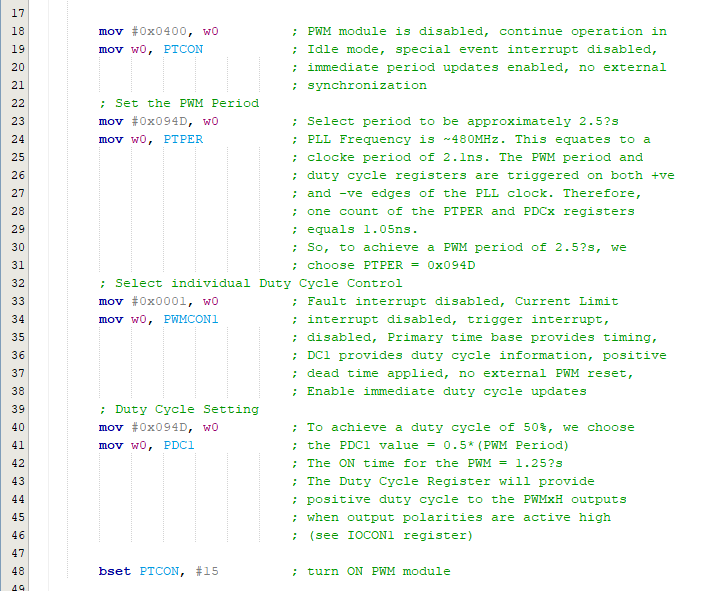 17
18 mov #0x0400, w0 ; PWM module is disabled, continue operation in
19 mov w0, PTCON ; Idle mode, special event interrupt disabled,
20 ; immediate period updates enabled, no external
21 ; synchronization
22 ; Set the PWM Period
23 mov #0x094D, w0 ; Select period to be approximately 2.5?s
24 mov w0, PTPER ; PLL Frequency is ~480MHz. This equates to a
25 ; clocke period of 2.1ns. The PWM period and
26 ; duty cycle registers are triggered on both +ve
27 ; and -ve edges of the PLL clock. Therefore,
28 ; one count of the PTPER and PDCx registers
29 ; equals 1.05ns.
30 ; So, to achieve a PWM period of 2.5?s, we
31 ; choose PTPER = 0x094D
32 ; Select individual Duty Cycle Control
33 mov #0x0001, w0 ; Fault interrupt disabled, Current Limit
34 mov w0, PWMCON1 ; interrupt disabled, trigger interrupt,
35 ; disabled, Primary time base provides timing,
36 ; DC1 provides duty cycle information, positive
37 ; dead time applied, no external PWM reset,
38 ; Enable immediate duty cycle updates
39 ; Duty Cycle Setting
40 mov #0x094D, w0 ; To achieve a duty cycle of 50%, we choose
41 mov w0, PDC1 ; the PDC1 value = 0.5*(PWM Period)
42 ; The ON time for the PWM = 1.25?s
43 ; The Duty Cycle Register will provide
44 ; positive duty cycle to the PWMxH outputs
45 ; when output polarities are active high
46 ; (see IOCON1 register)
47
48 bset PTCON, #15 ; turn ON PWM module
49